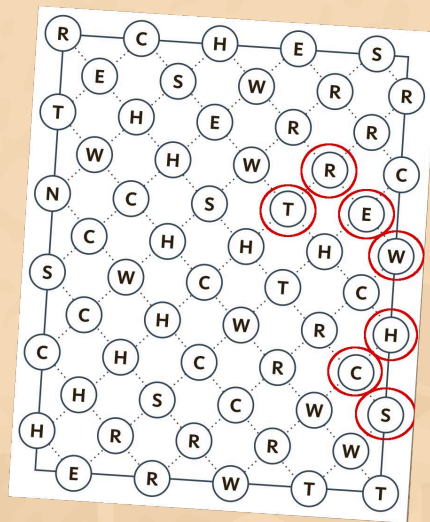 R C H E S
E S W R R
T H E R R
W H W R C
N C S T E
C H H H W
S W C T C
C H W R H
C H C R C
H S C W S
H R R R W
E R W T T